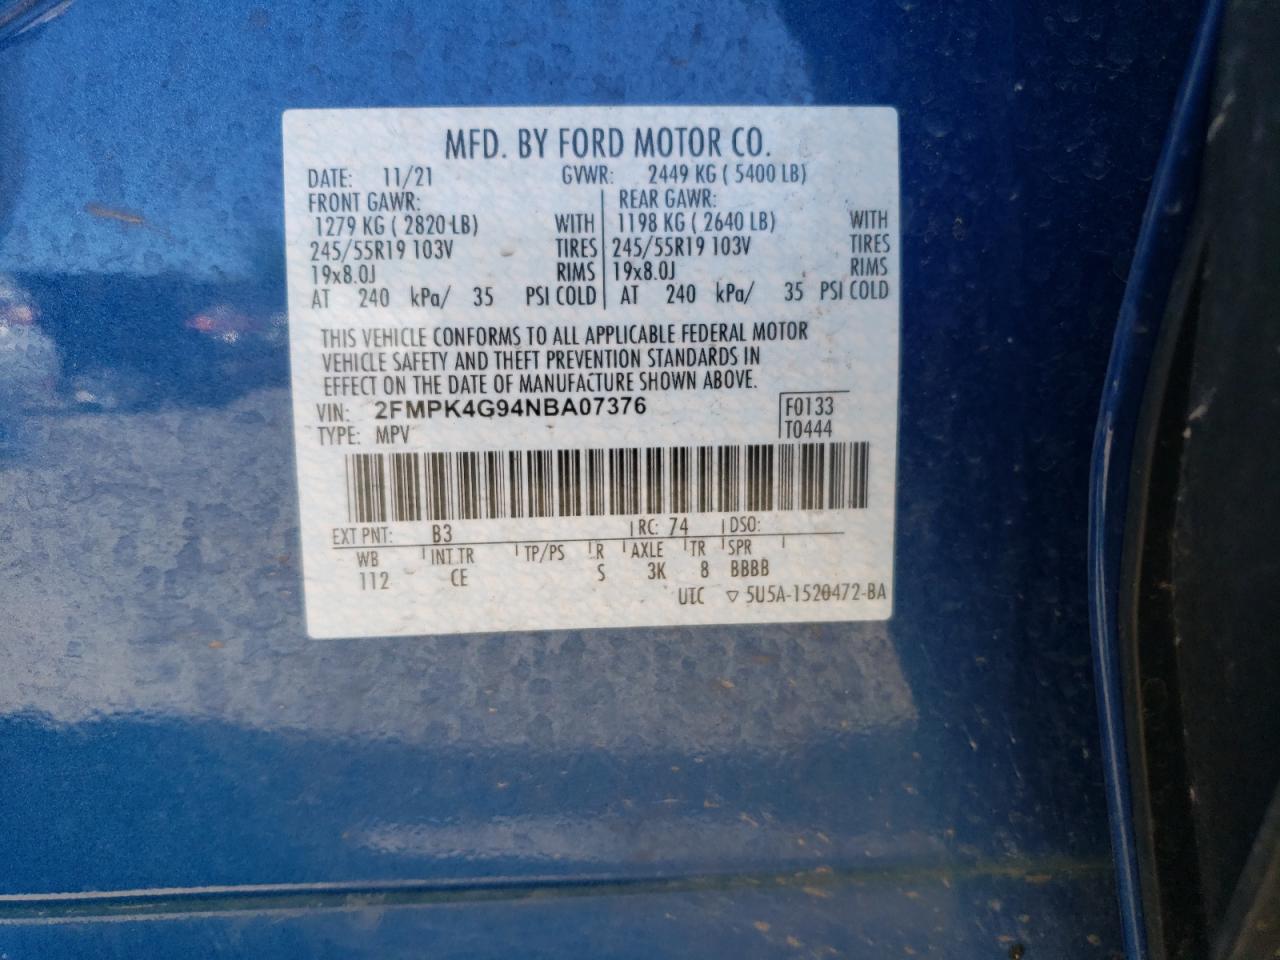 MFD. BY FORD MOTOR CO.
DATE: 11/21 GVWR: 2449 KG ( 5400 LB)
FRONT GAWR: REAR GAWR:
1279 KG ( 2820 LB) WITH 1198 KG ( 2640 LB) WITH
245/55R19 103V TIRES 245/55R19 103V TIRES
19x8.0J RIMS 19x8.0J RIMS
AT 240 kPa/ 35 PSI COLD AT 240 kPa/ 35 PSI COLD
THIS VEHICLE CONFORMS TO ALL APPLICABLE FEDERAL MOTOR
VEHICLE SAFETY AND THEFT PREVENTION STANDARDS IN
EFFECT ON THE DATE OF MANUFACTURE SHOWN ABOVE.
VIN: 2FMPK4G94NBA07376 F0133
TYPE: MPV T0444
EXT PNT: B3 RC: 74 DSO:
WB INT TR TP/PS R AXLE TR SPR
112 CE S 3K 8 BBBB
UTC ▽ 5U5A-1520472-BA